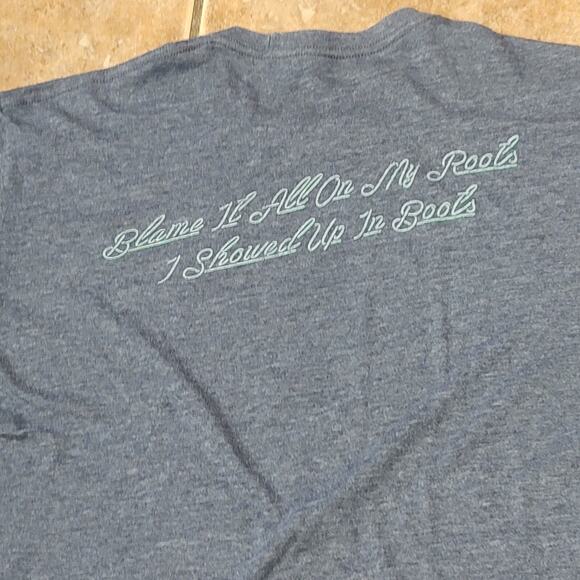 Blame It All On My Roots
I Showed Up In Boots